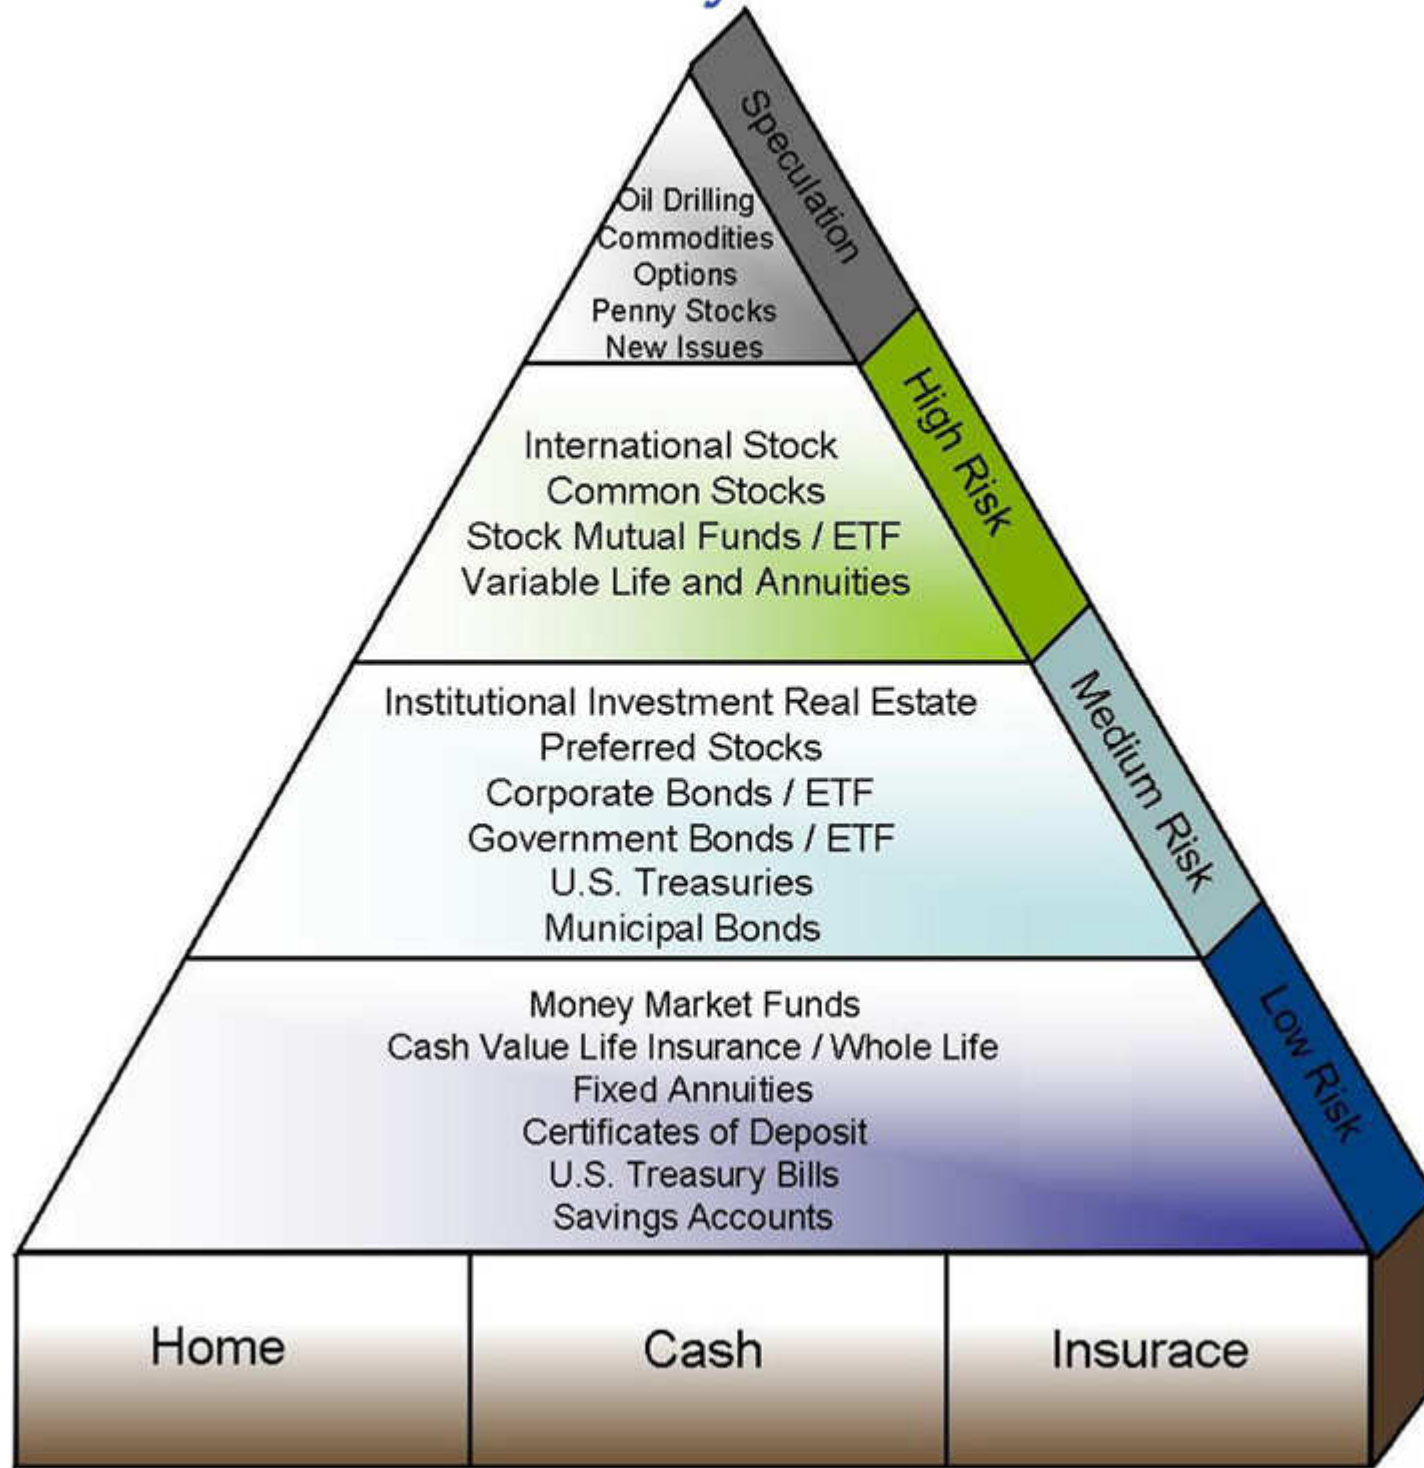 Speculation
Oil Drilling
Commodities
Options
Penny Stocks
New Issues
High Risk
International Stock
Common Stocks
Stock Mutual Funds / ETF
Variable Life and Annuities
Medium Risk
Institutional Investment Real Estate
Preferred Stocks
Corporate Bonds / ETF
Government Bonds / ETF
U.S. Treasuries
Municipal Bonds
Low Risk
Money Market Funds
Cash Value Life Insurance / Whole Life
Fixed Annuities
Certificates of Deposit
U.S. Treasury Bills
Savings Accounts
Home
Cash
Insurace